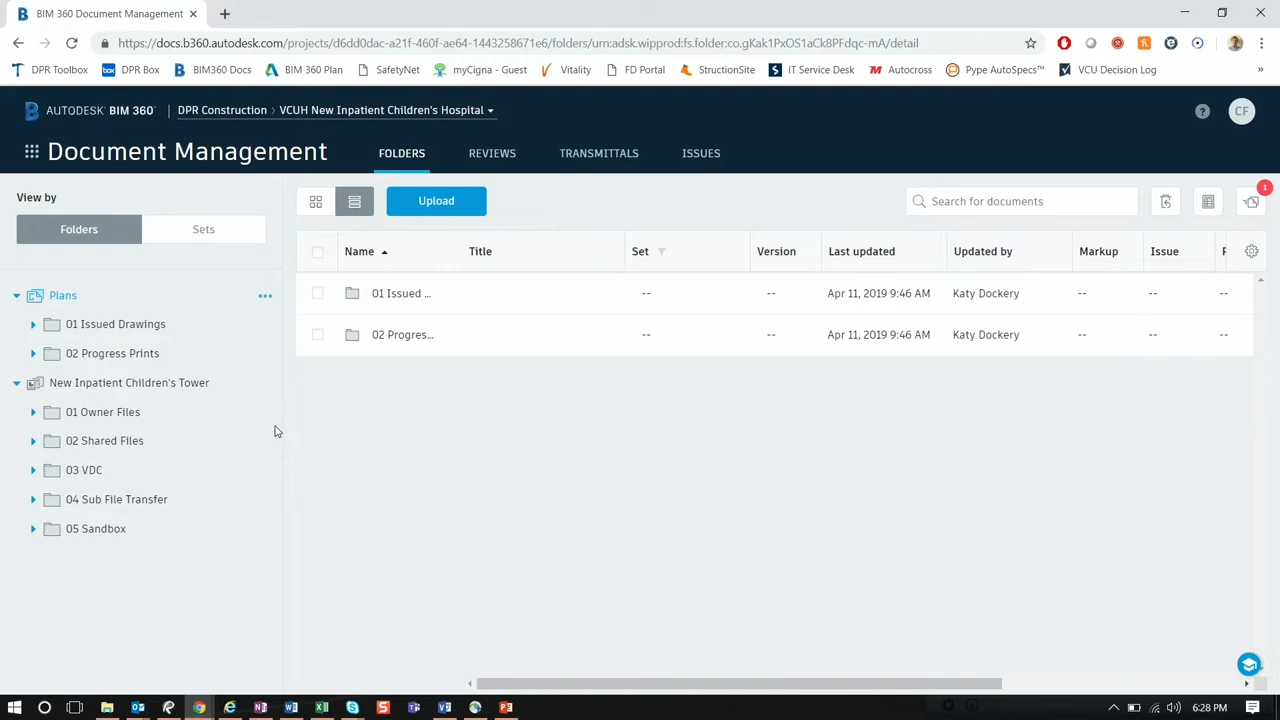 BIM 360 Document Management
https://docs.b360.autodesk.com/projects/d6dd0dac-a21f-460f-ae64-1443258671e6/folders/urn:adsk.wipprod:fs.folder:co.gKak1PxOS1aCk8PFdqc-mA/detail
DPR Toolbox DPR Box BIM360 Docs BIM 360 Plan SafetyNet myCigna - Guest Vitality FD Portal StructionSite IT Service Desk Autocross Pype AutoSpecs™ VCU Decision Log »
AUTODESK® BIM 360® DPR Construction > VCUH New Inpatient Children's Hospital ? CF
Document Management FOLDERS REVIEWS TRANSMITTALS ISSUES
View by
Folders Sets
Upload Search for documents 1
Name Title Set Version Last updated Updated by Markup Issue
Plans •••
01 Issued Drawings
02 Progress Prints
New Inpatient Children's Tower
01 Owner Files
02 Shared Files
03 VDC
04 Sub File Transfer
05 Sandbox
01 Issued ... -- -- Apr 11, 2019 9:46 AM Katy Dockery -- -- --
02 Progres... -- -- Apr 11, 2019 9:46 AM Katy Dockery -- -- --
6:28 PM